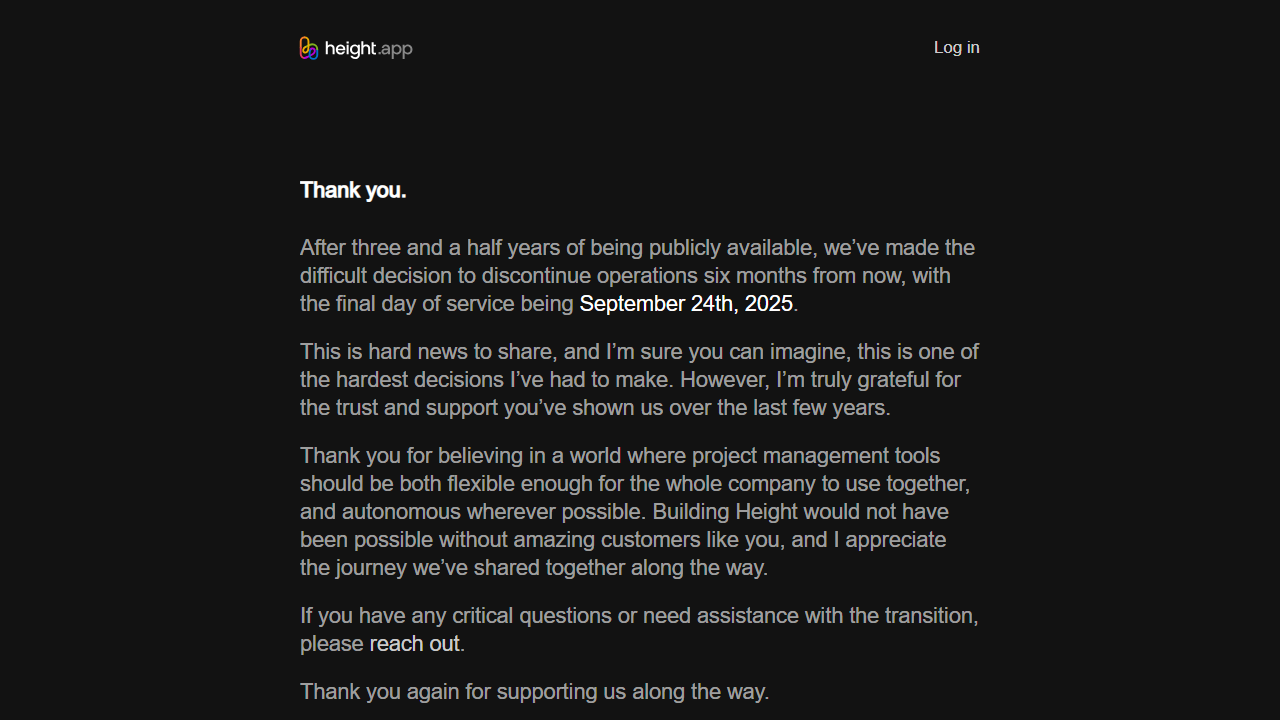 height.app
Log in
Thank you.
After three and a half years of being publicly available, we’ve made the
difficult decision to discontinue operations six months from now, with
the final day of service being September 24th, 2025.
This is hard news to share, and I’m sure you can imagine, this is one of
the hardest decisions I’ve had to make. However, I’m truly grateful for
the trust and support you’ve shown us over the last few years.
Thank you for believing in a world where project management tools
should be both flexible enough for the whole company to use together,
and autonomous wherever possible. Building Height would not have
been possible without amazing customers like you, and I appreciate
the journey we’ve shared together along the way.
If you have any critical questions or need assistance with the transition,
please reach out.
Thank you again for supporting us along the way.